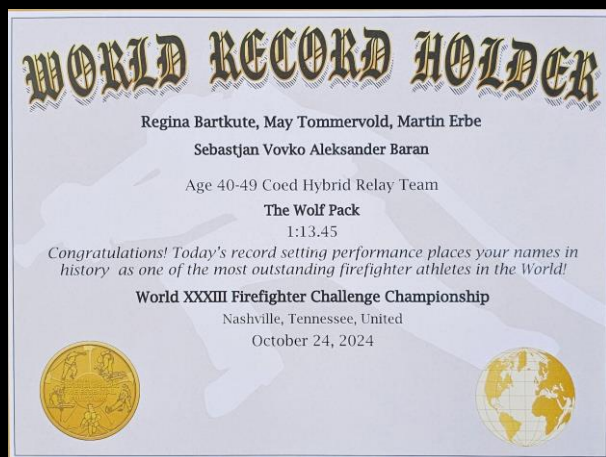 WORLD RECORD HOLDER
Regina Bartkute, May Tommervold, Martin Erbe
Sebastjan Vovko Aleksander Baran
Age 40-49 Coed Hybrid Relay Team
The Wolf Pack
1:13.45
Congratulations! Today's record setting performance places your names in
history as one of the most outstanding firefighter athletes in the World!
World XXXIII Firefighter Challenge Championship
Nashville, Tennessee, United
October 24, 2024